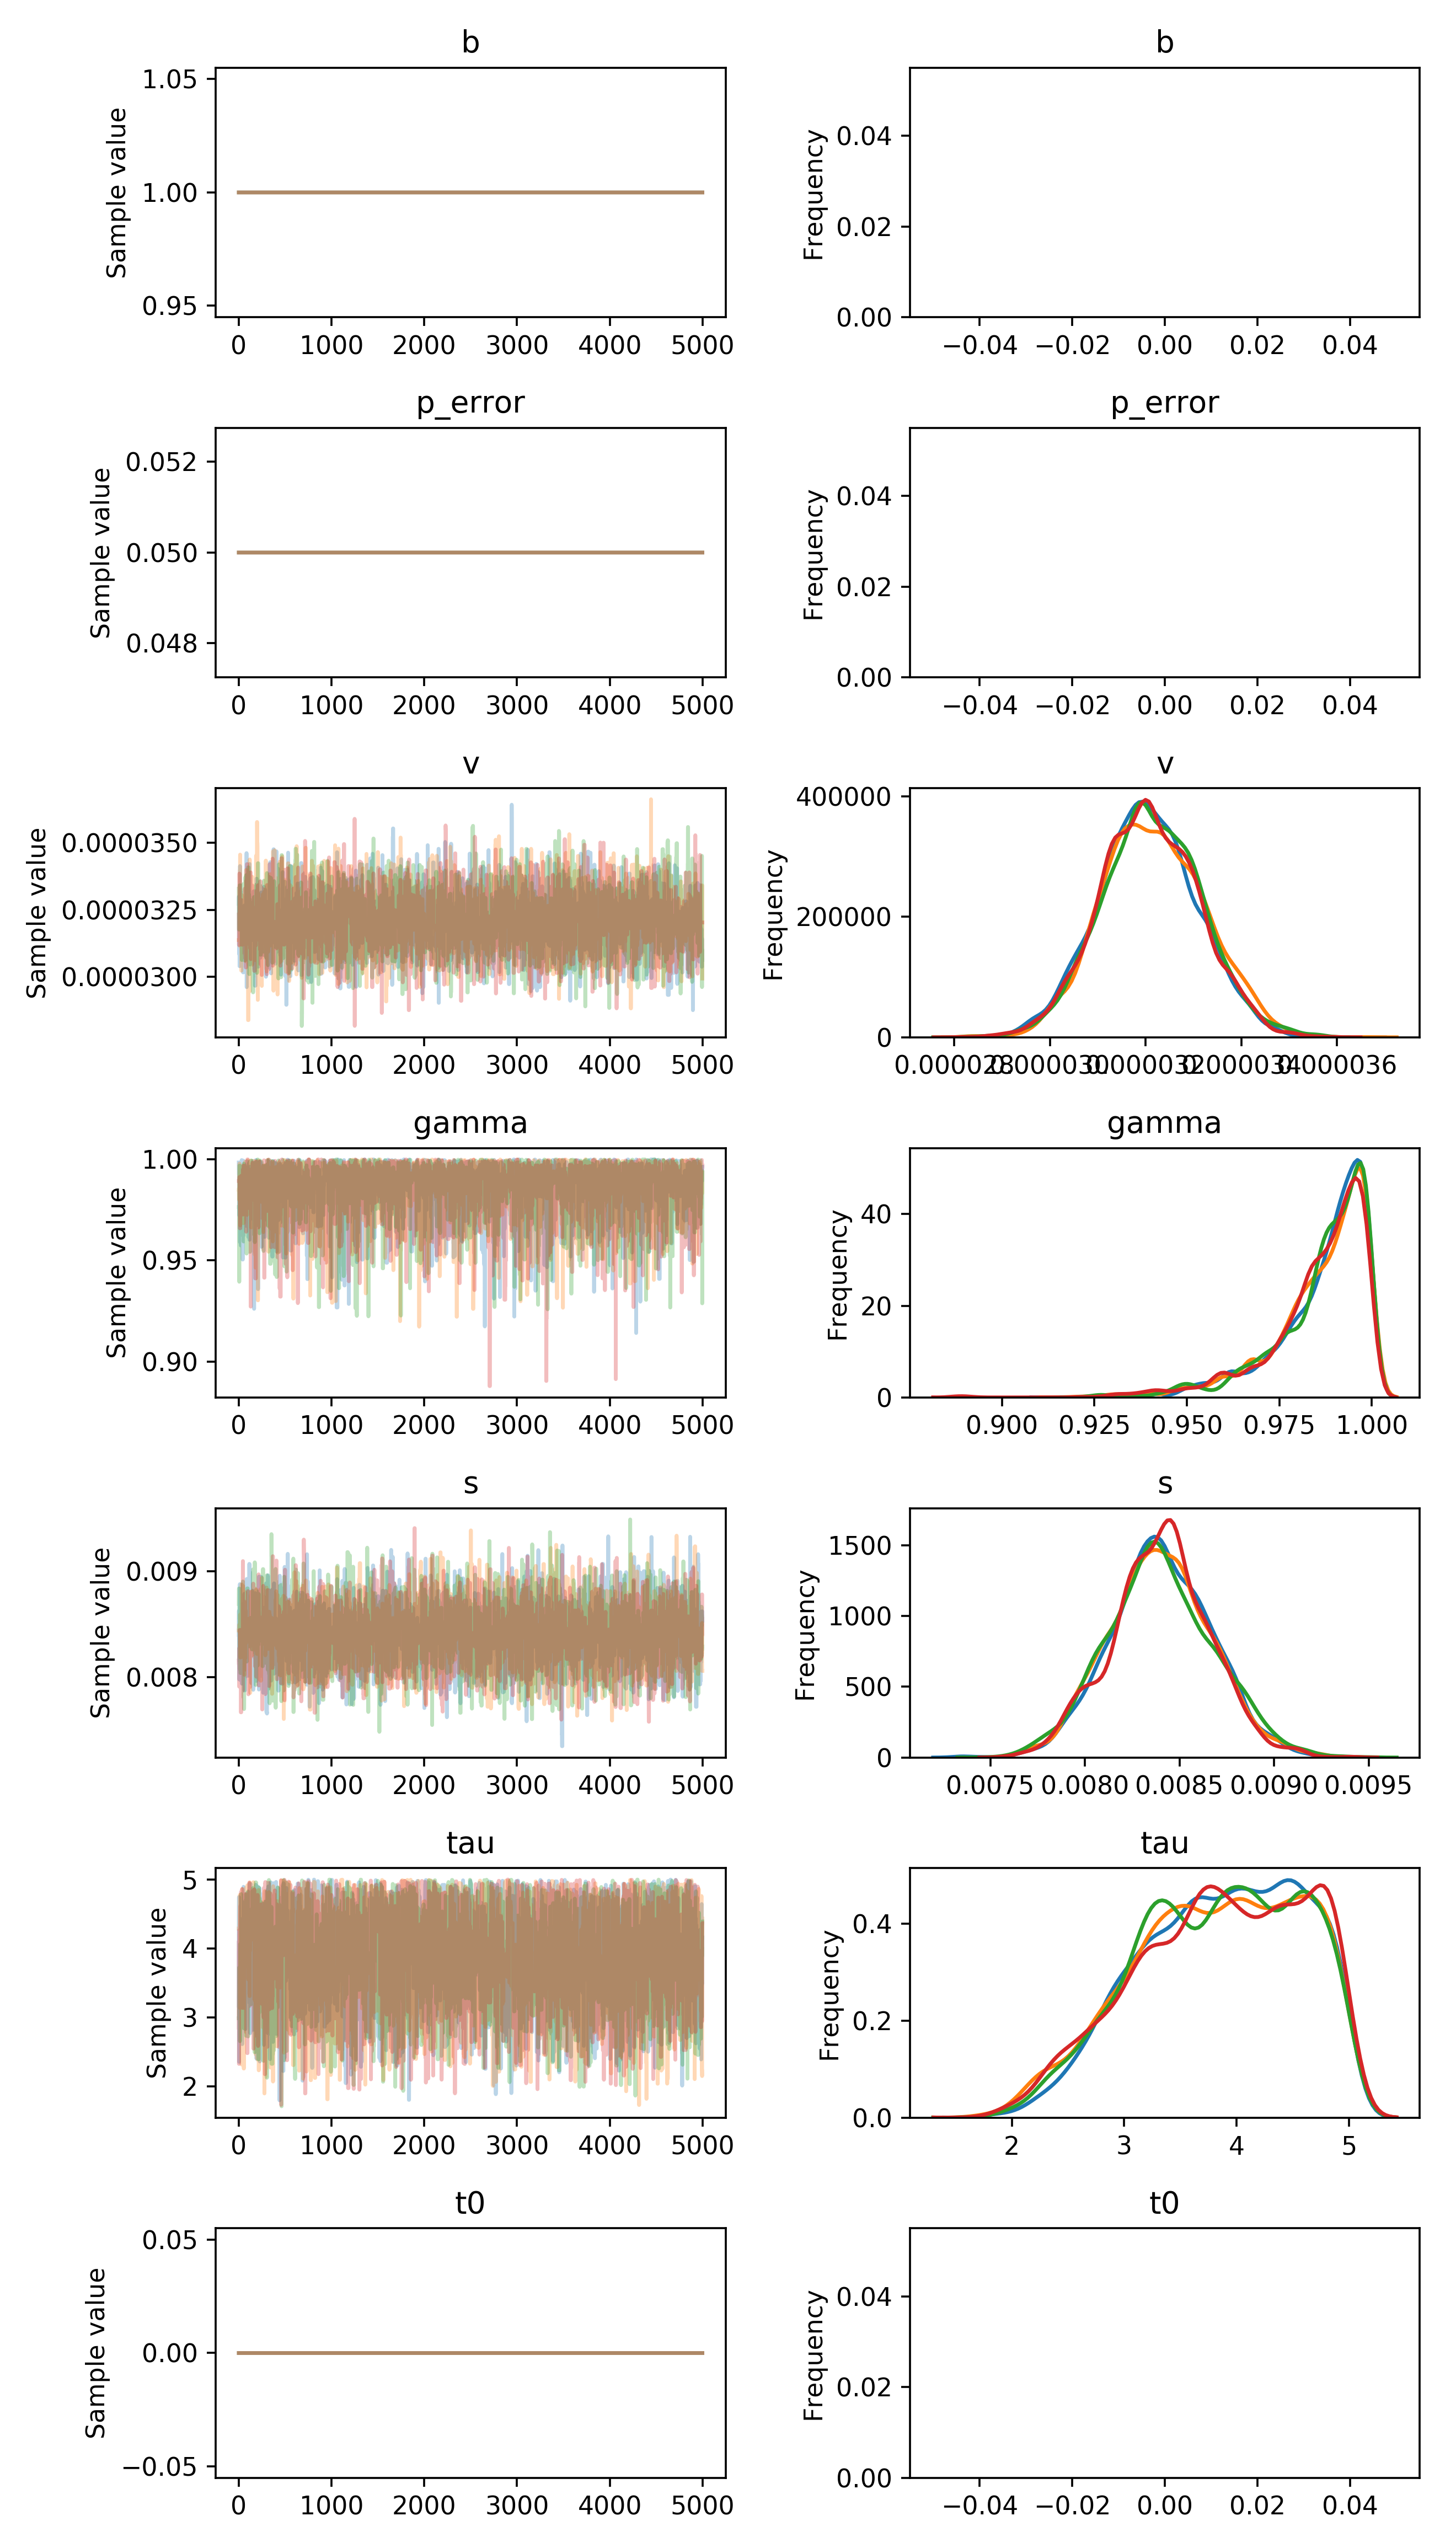 b
b
Sample value
1.05
1.00
0.95
0 1000 2000 3000 4000 5000
Frequency
0.04
0.02
0.00
−0.04 −0.02 0.00 0.02 0.04
p_error
p_error
Sample value
0.052
0.050
0.048
0 1000 2000 3000 4000 5000
Frequency
0.04
0.02
0.00
−0.04 −0.02 0.00 0.02 0.04
v
v
Sample value
0.0000350
0.0000325
0.0000300
0 1000 2000 3000 4000 5000
Frequency
400000
200000
0
0.000028 0.000030 0.000032 0.000034 0.000036
gamma
gamma
Sample value
1.00
0.95
0.90
0 1000 2000 3000 4000 5000
Frequency
40
20
0
0.900 0.925 0.950 0.975 1.000
s
s
Sample value
0.009
0.008
0 1000 2000 3000 4000 5000
Frequency
1500
1000
500
0
0.0075 0.0080 0.0085 0.0090 0.0095
tau
tau
Sample value
5
4
3
2
0 1000 2000 3000 4000 5000
Frequency
0.4
0.2
0.0
2 3 4 5
t0
t0
Sample value
0.05
0.00
−0.05
0 1000 2000 3000 4000 5000
Frequency
0.04
0.02
0.00
−0.04 −0.02 0.00 0.02 0.04